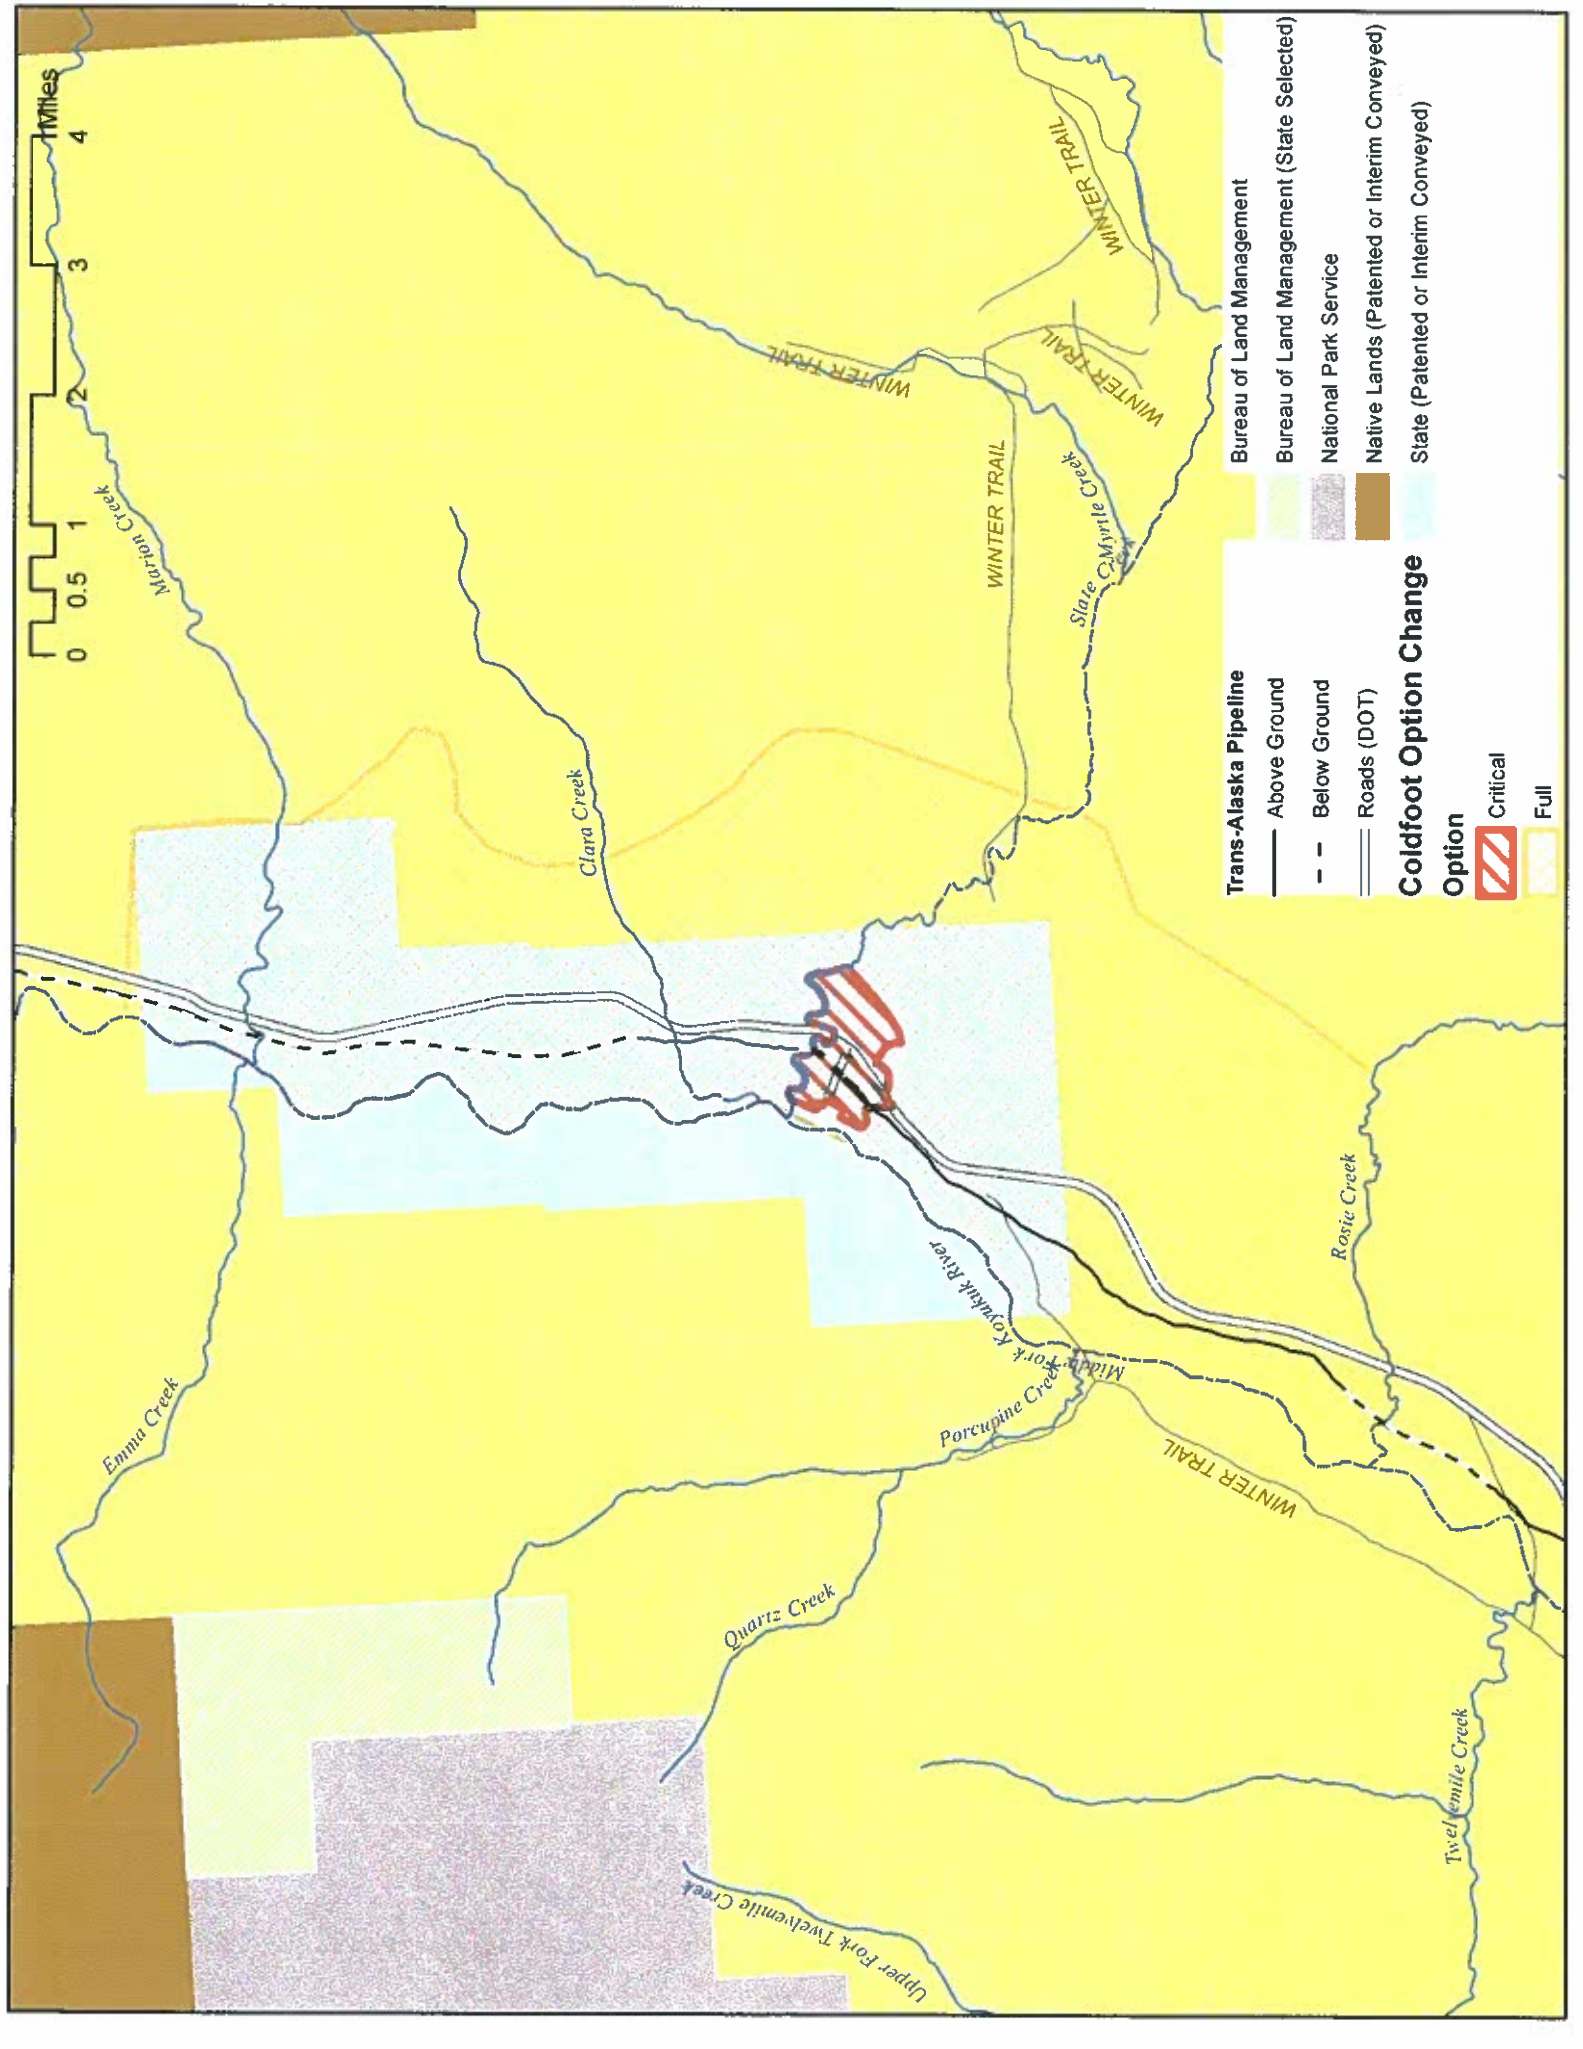 Miles
0 0.5 1 2 3 4
Marion Creek
Clara Creek
Emma Creek
WINTER TRAIL
WINTER TRAIL
WINTER TRAIL
WINTER TRAIL
WINTER TRAIL
Slate
Myrtle Creek
Koyukuk River
Middle Fork
Porcupine Creek
Quartz Creek
WINTER TRAIL
Rosie Creek
Twelvemile Creek
Upper Fork Twelvemile Creek
Trans-Alaska Pipeline
Above Ground
Below Ground
Roads (DOT)
Coldfoot Option Change
Option
Critical
Full
Bureau of Land Management
Bureau of Land Management (State Selected)
National Park Service
Native Lands (Patented or Interim Conveyed)
State (Patented or Interim Conveyed)